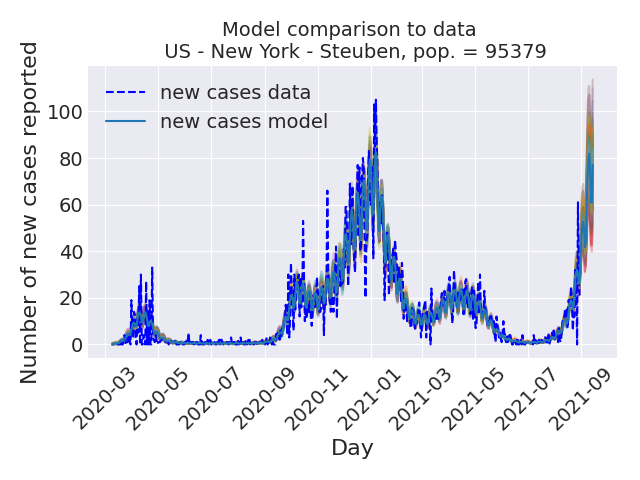 Model comparison to data
US - New York - Steuben, pop. = 95379
Number of new cases reported
100
80
60
40
20
0
new cases data
new cases model
2020-03
2020-05
2020-07
2020-09
2020-11
2021-01
2021-03
2021-05
2021-07
2021-09
Day